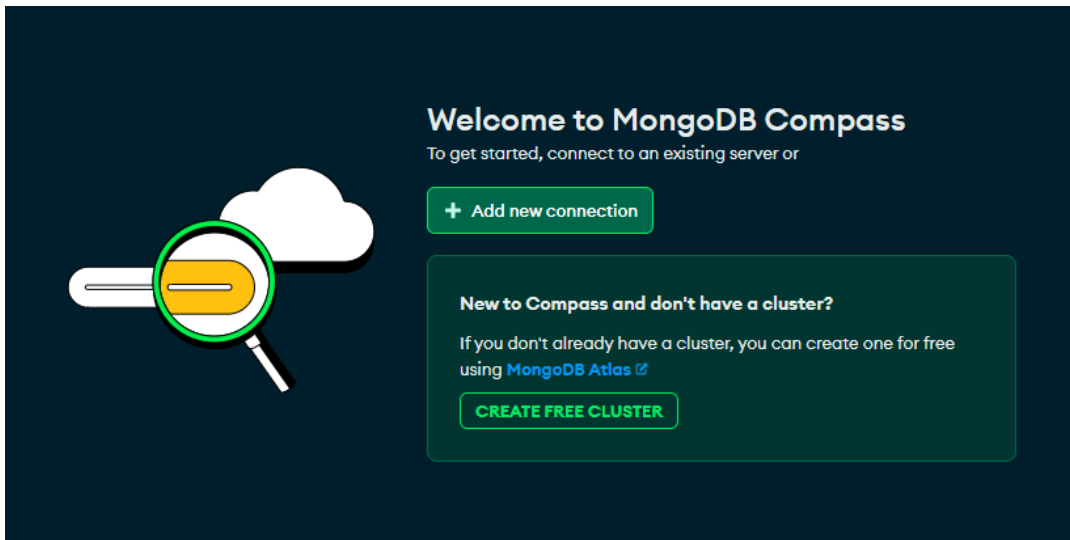 Welcome to MongoDB Compass
To get started, connect to an existing server or
+ Add new connection
New to Compass and don't have a cluster?
If you don't already have a cluster, you can create one for free
using MongoDB Atlas
CREATE FREE CLUSTER